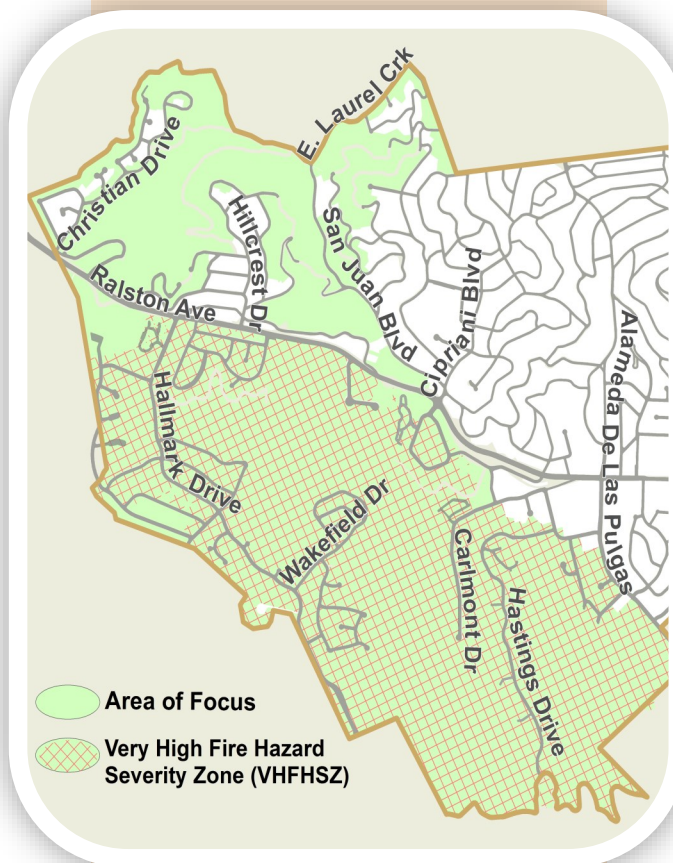 E. Laurel Crk
Christian Drive
Hillcrest Dr
San Juan Blvd
Cipriani Blvd
Ralston Ave
Alameda De Las Pulgas
Hallmark Drive
Wakefield Dr
Carlmont Dr
Hastings Drive
Area of Focus
Very High Fire Hazard
Severity Zone (VHFHSZ)